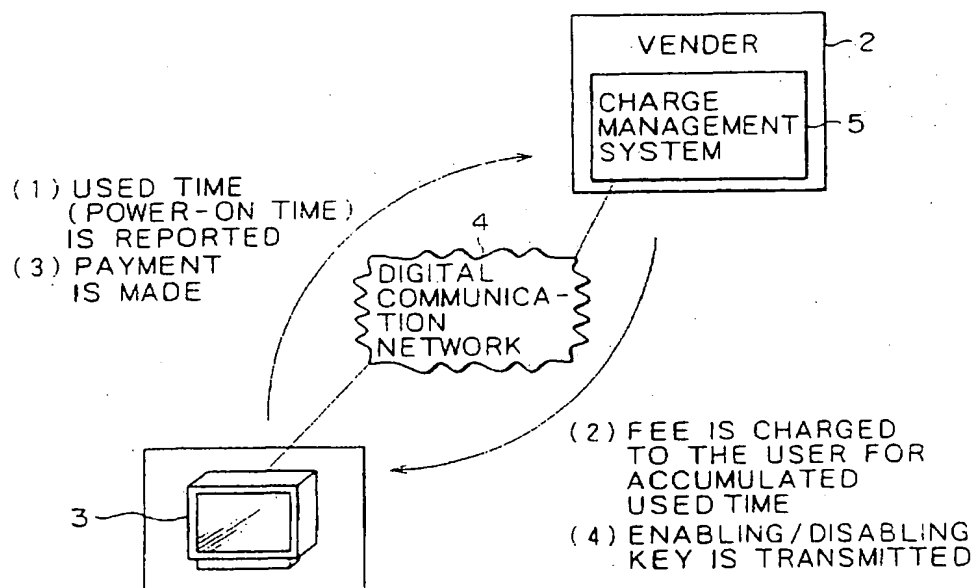 VENDER
2
CHARGE
MANAGEMENT
SYSTEM
5
(1) USED TIME
(POWER-ON TIME)
IS REPORTED
(3) PAYMENT
IS MADE
4
DIGITAL
COMMUNICA-
TION
NETWORK
(2) FEE IS CHARGED
TO THE USER FOR
ACCUMULATED
USED TIME
(4) ENABLING/DISABLING
KEY IS TRANSMITTED
3